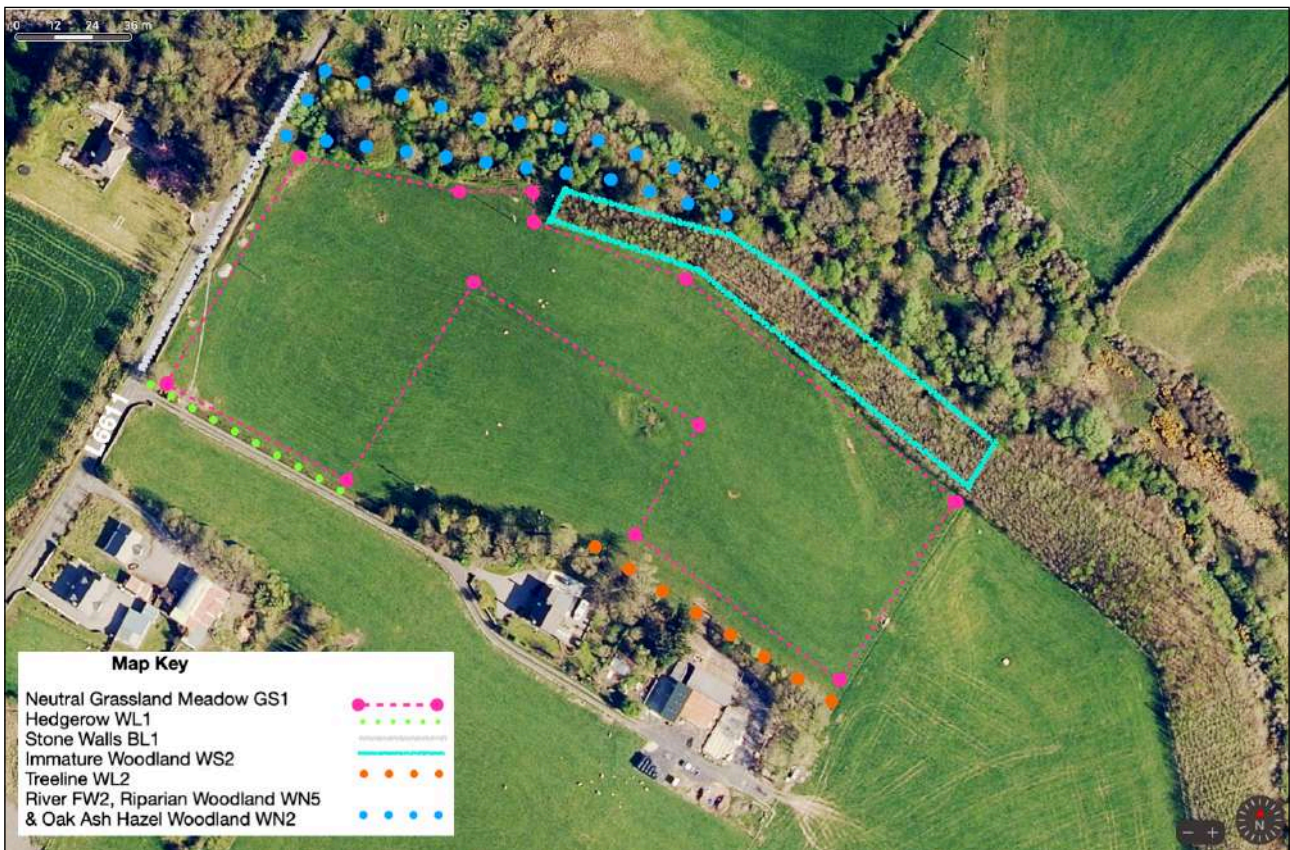 0 12 24 36 m
L6611
Map Key
Neutral Grassland Meadow GS1
Hedgerow WL1
Stone Walls BL1
Immature Woodland WS2
Treeline WL2
River FW2, Riparian Woodland WN5
& Oak Ash Hazel Woodland WN2
− +
N